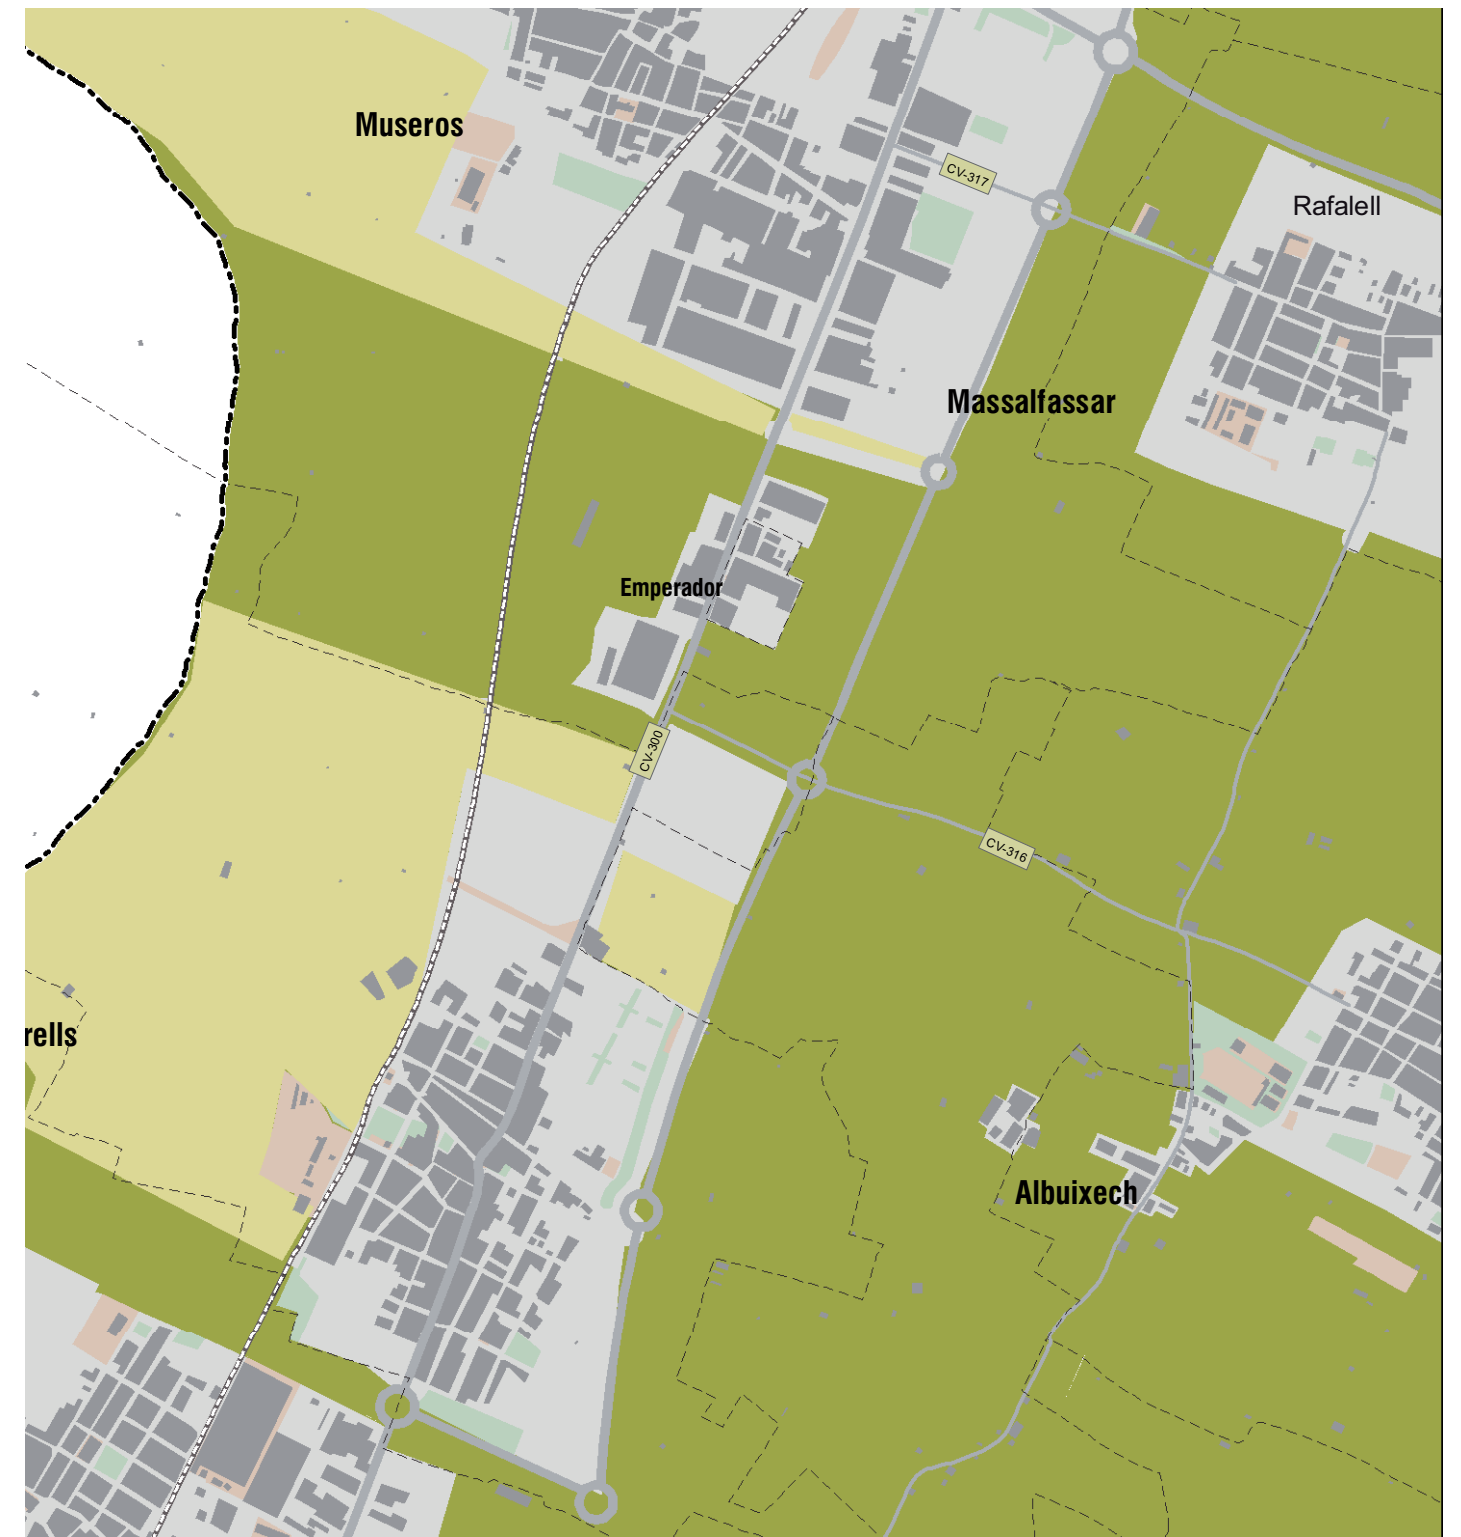 Museros
CV-317
Rafalell
Massalfassar
Emperador
CV-300
CV-316
rells
Albuixech